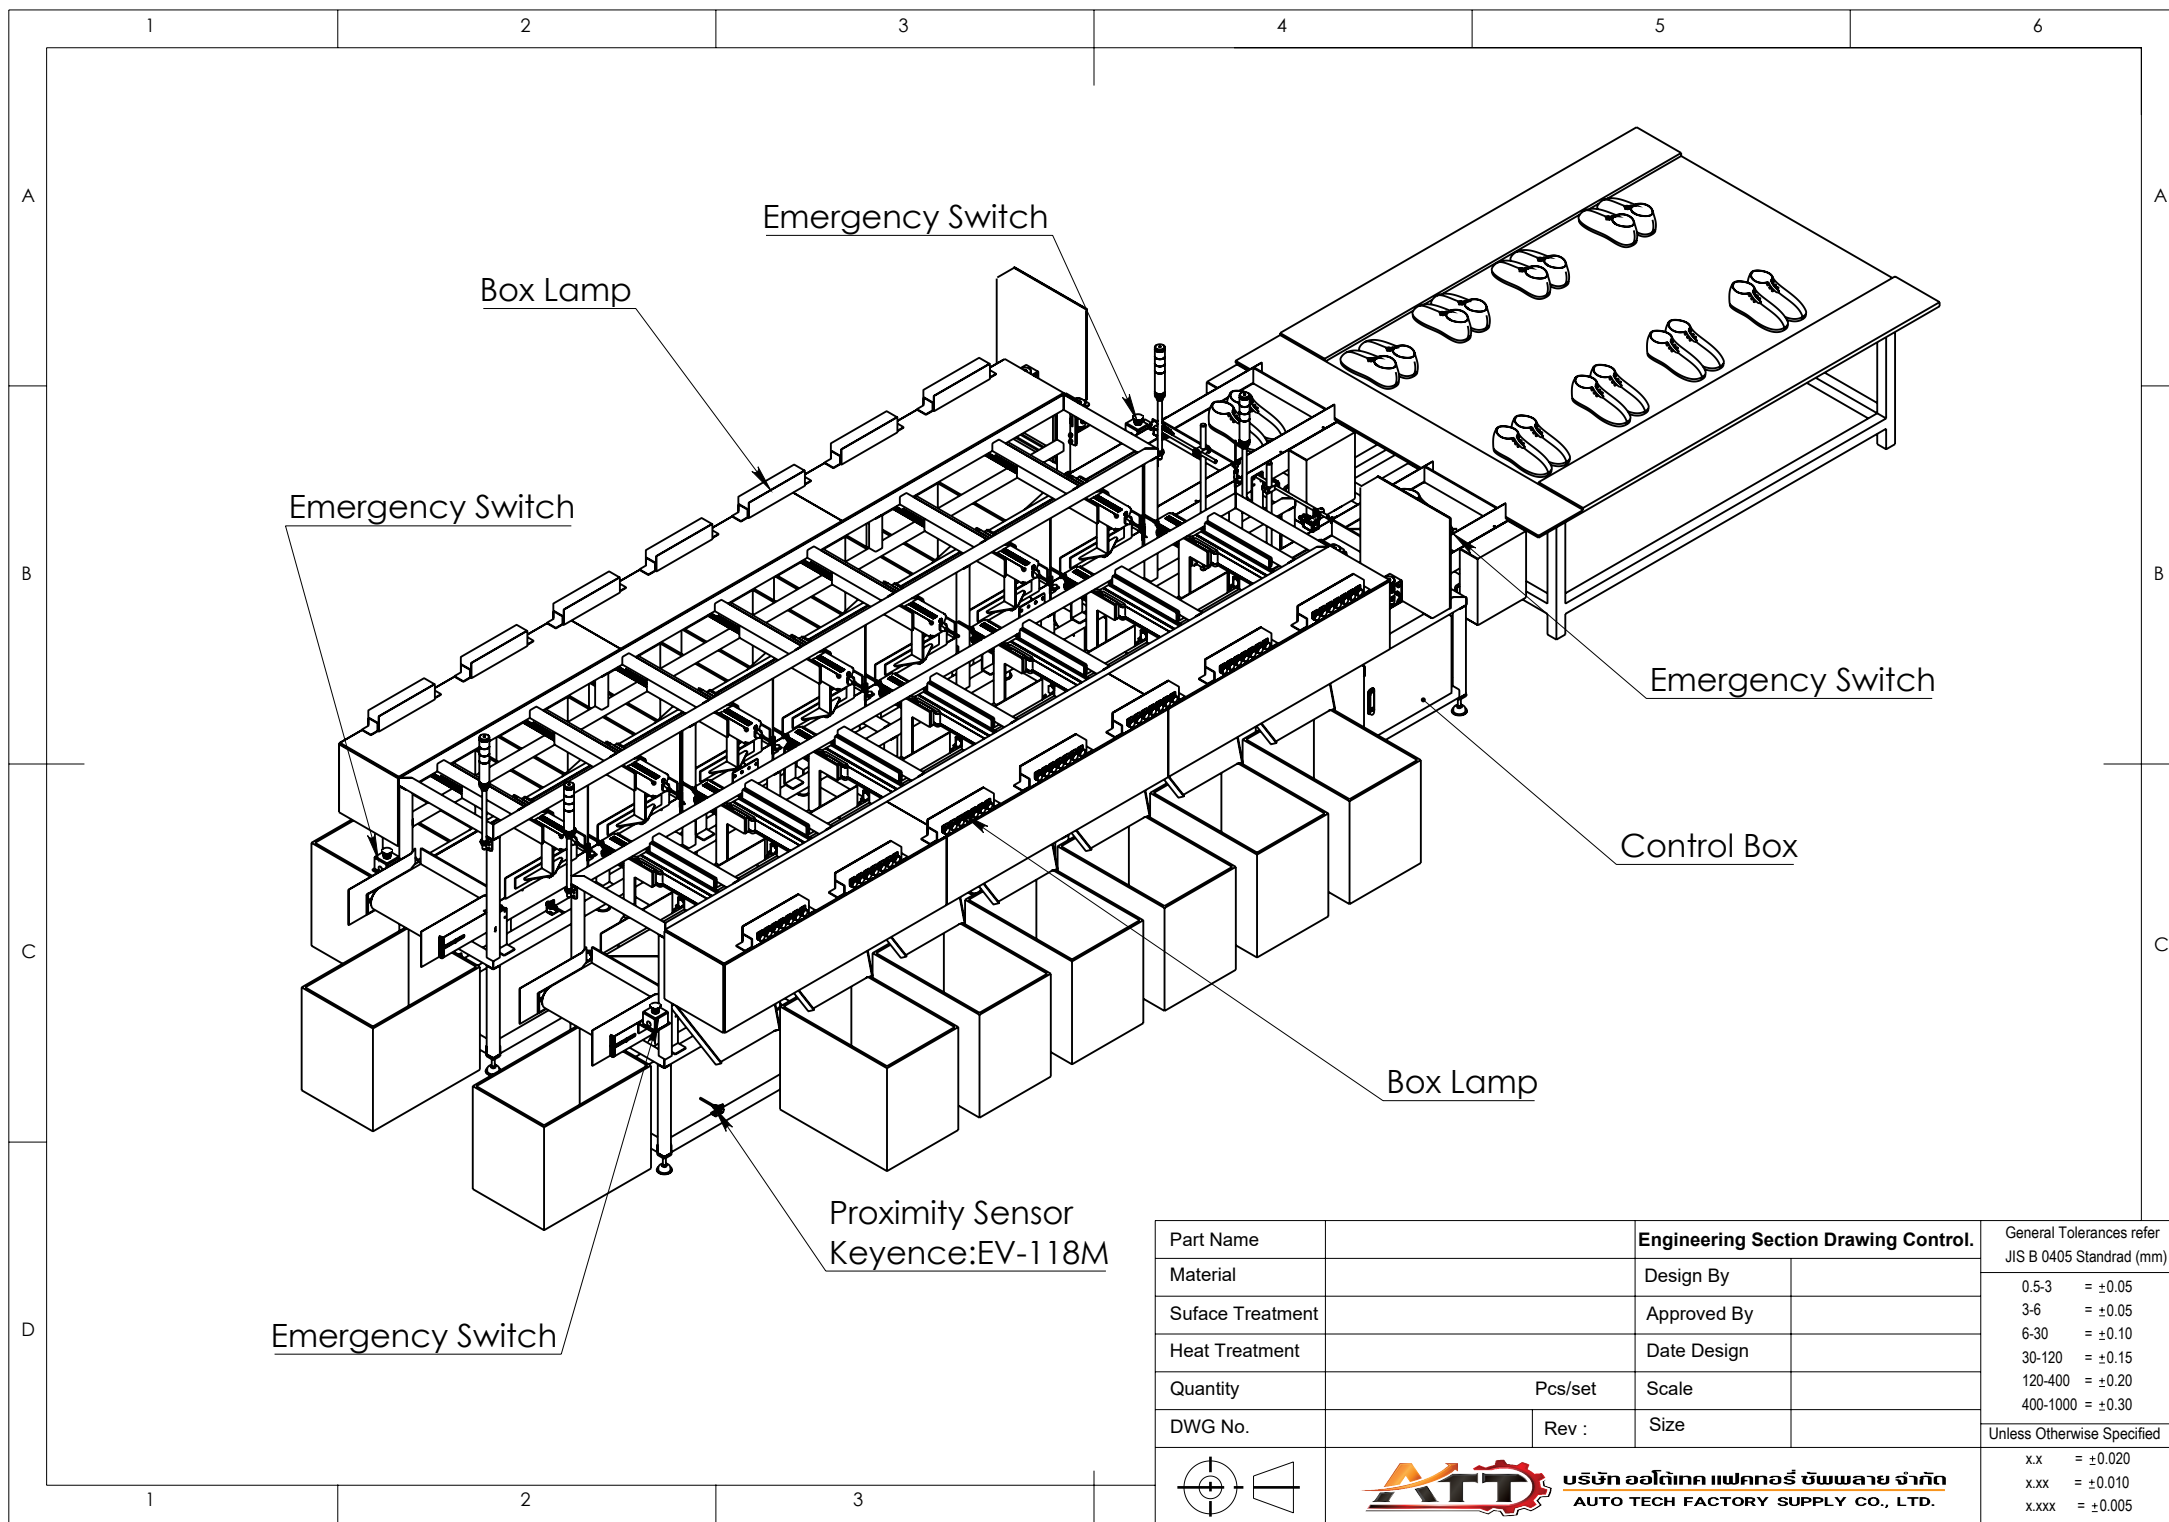 1 2 3 4 5 6
A A
Emergency Switch
Box Lamp
Emergency Switch
B B
Emergency Switch
Control Box
C C
Box Lamp
Proximity Sensor
Keyence:EV-118M
D
Emergency Switch
Part Name
Material
Suface Treatment
Heat Treatment
Quantity Pcs/set
DWG No. Rev :
Engineering Section Drawing Control.
Design By
Approved By
Date Design
Scale
Size
General Tolerances refer
JIS B 0405 Standrad (mm)
0.5-3 = ±0.05
3-6 = ±0.05
6-30 = ±0.10
30-120 = ±0.15
120-400 = ±0.20
400-1000 = ±0.30
Unless Otherwise Specified
x.x = ±0.020
x.xx = ±0.010
x.xxx = ±0.005
ATT
บริษัท ออโต้เทค แฟคทอรี่ ซัพพลาย จำกัด
AUTO TECH FACTORY SUPPLY CO., LTD.
1 2 3